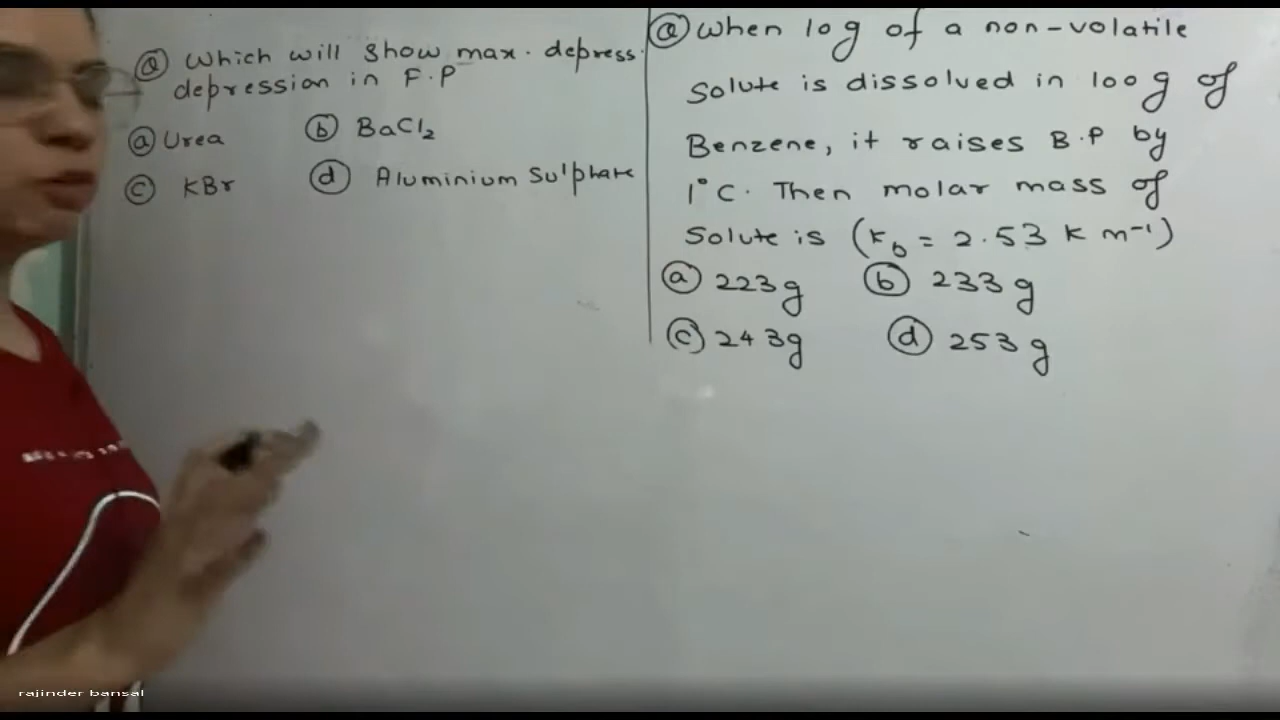 Q Which will show max. depress.
depression in F.P
a Urea
b BaCl2
c KBr
d Aluminium Sulphate
Q When 10g of a non-volatile
Solute is dissolved in 100g of
Benzene, it raises B.P by
1°C. Then molar mass of
Solute is (Kb = 2.53 K m⁻¹)
a 223g
b 233g
c 243g
d 253g
rajinder bansal